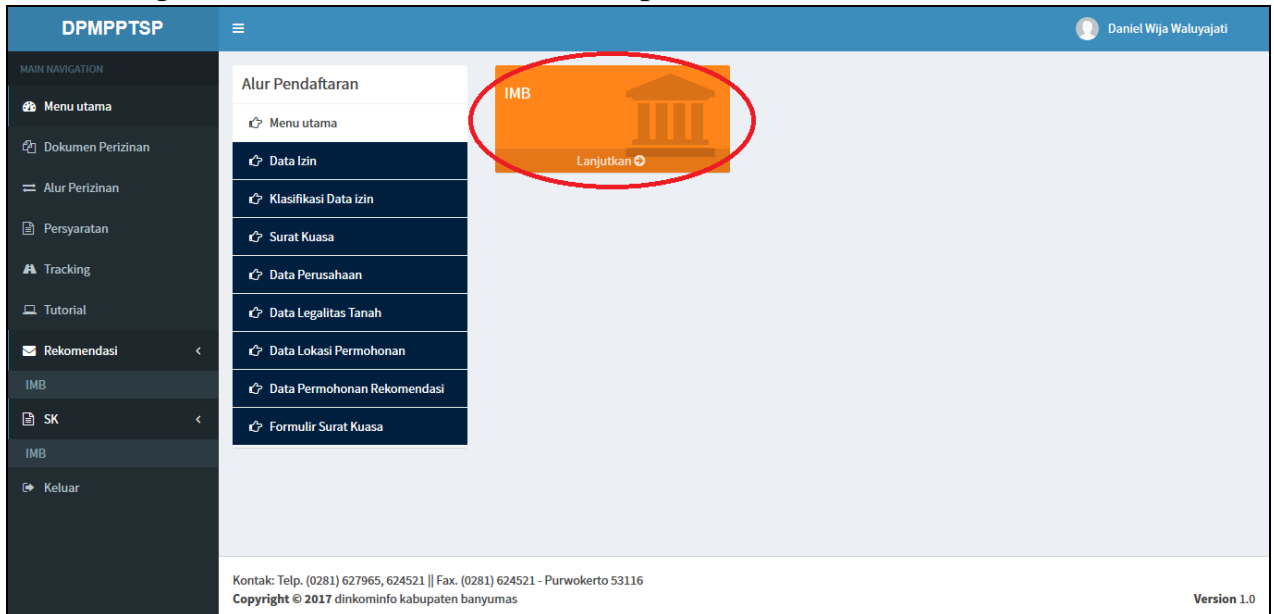 DPMPPTSP
Daniel Wija Waluyajati
MAIN NAVIGATION
Menu utama
Dokumen Perizinan
Alur Perizinan
Persyaratan
Tracking
Tutorial
Rekomendasi
IMB
SK
IMB
Keluar
Alur Pendaftaran
Menu utama
Data Izin
Klasifikasi Data izin
Surat Kuasa
Data Perusahaan
Data Legalitas Tanah
Data Lokasi Permohonan
Data Permohonan Rekomendasi
Formulir Surat Kuasa
IMB
Lanjutkan
Kontak: Telp. (0281) 627965, 624521 || Fax. (0281) 624521 - Purwokerto 53116
Copyright © 2017 dinkominfo kabupaten banyumas
Version 1.0